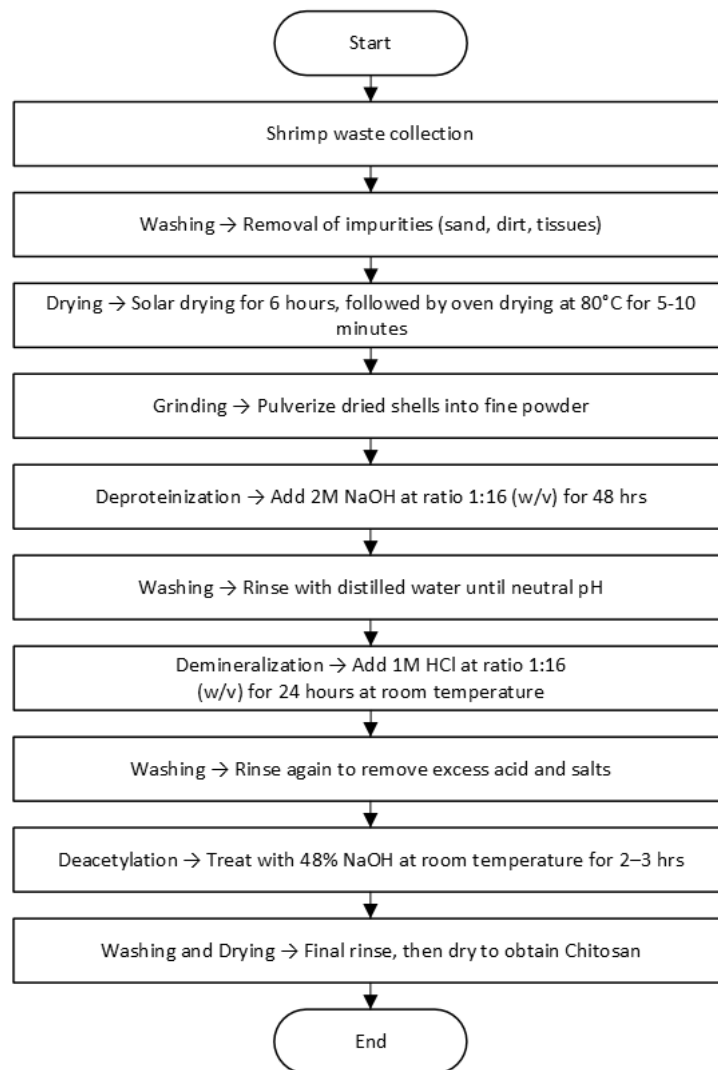 Start
Shrimp waste collection
Washing → Removal of impurities (sand, dirt, tissues)
Drying → Solar drying for 6 hours, followed by oven drying at 80°C for 5-10
minutes
Grinding → Pulverize dried shells into fine powder
Deproteinization → Add 2M NaOH at ratio 1:16 (w/v) for 48 hrs
Washing → Rinse with distilled water until neutral pH
Demineralization → Add 1M HCl at ratio 1:16
(w/v) for 24 hours at room temperature
Washing → Rinse again to remove excess acid and salts
Deacetylation → Treat with 48% NaOH at room temperature for 2–3 hrs
Washing and Drying → Final rinse, then dry to obtain Chitosan
End